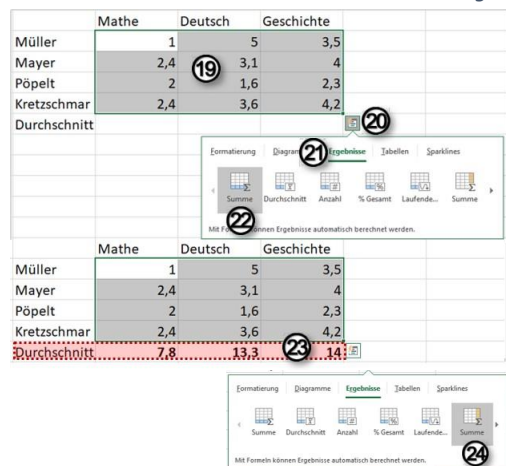 Mathe Deutsch Geschichte
Müller 1 5 3,5
Mayer 2,4 3,1 4
Pöpelt 2 1,6 2,3
Kretzschmar 2,4 3,6 4,2
Durchschnitt
19
20
21
Formatierung Diagram Ergebnisse Tabellen Sparklines
Summe Durchschnitt Anzahl % Gesamt Laufende... Summe
22
Mit Fo können Ergebnisse automatisch berechnet werden.
Mathe Deutsch Geschichte
Müller 1 5 3,5
Mayer 2,4 3,1 4
Pöpelt 2 1,6 2,3
Kretzschmar 2,4 3,6 4,2
Durchschnitt 7,8 13,3 14
23
Formatierung Diagramme Ergebnisse Tabellen Sparklines
Summe Durchschnitt Anzahl % Gesamt Laufende... Summe
24
Mit Formeln können Ergebnisse automatisch berechnet werden.